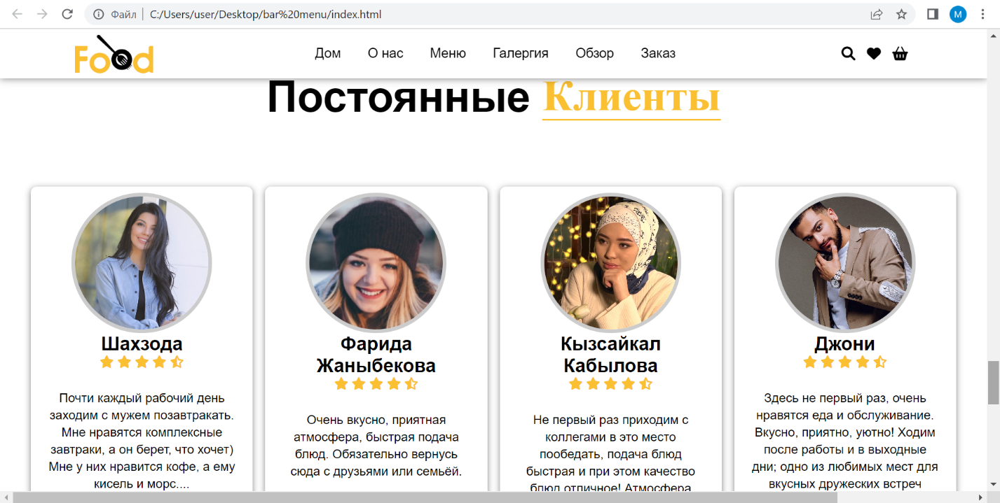 Файл | C:/Users/user/Desktop/bar%20menu/index.html
M
Food
Дом
О нас
Меню
Галергия
Обзор
Заказ
Постоянные Клиенты
Шахзода
Почти каждый рабочий день
заходим с мужем позавтракать.
Мне нравятся комплексные
завтраки, а он берет, что хочет)
Мне у них нравится кофе, а ему
кисель и морс....
Фарида
Жаныбекова
Очень вкусно, приятная
атмосфера, быстрая подача
блюд. Обязательно вернусь
сюда с друзьями или семьёй.
Кызсайкал
Кабылова
Не первый раз приходим с
коллегами в это место
пообедать, подача блюд
быстрая и при этом качество
блюд отличное! Атмосфера
Джони
Здесь не первый раз, очень
нравятся еда и обслуживание.
Вкусно, приятно, уютно! Ходим
после работы и в выходные
дни; одно из любимых мест для
вкусных дружеских встреч